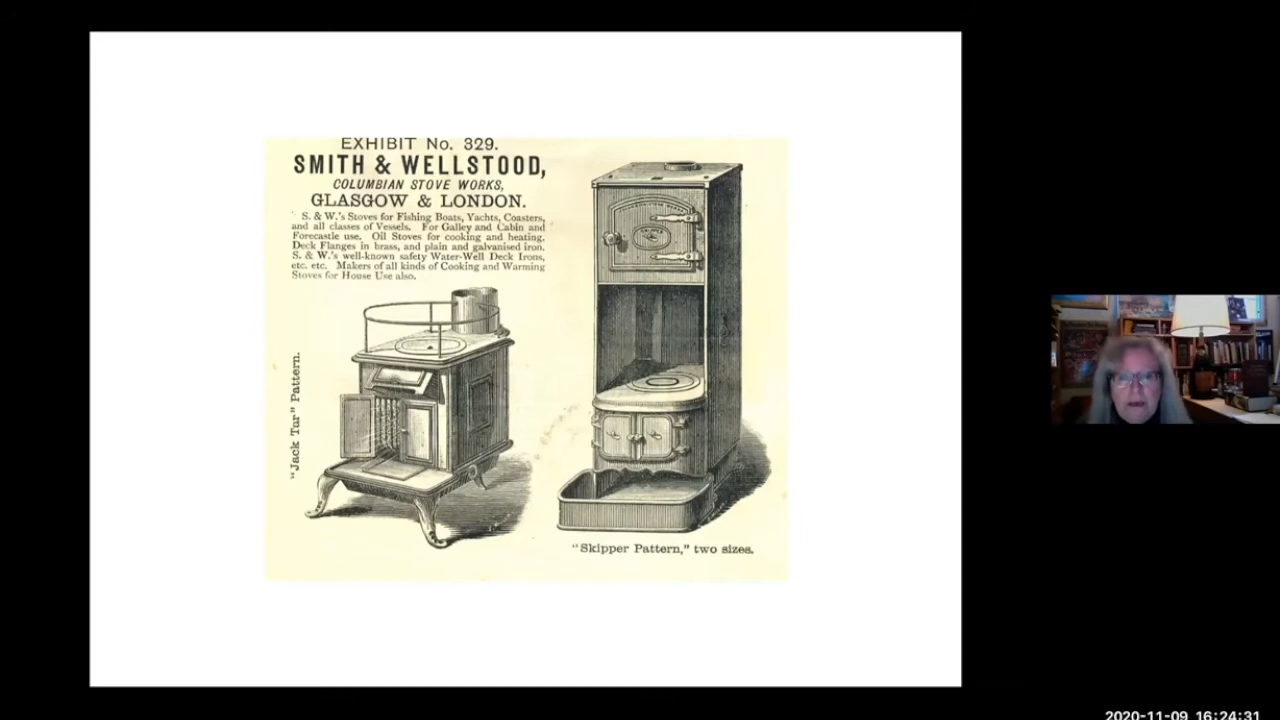 EXHIBIT No. 329.
SMITH & WELLSTOOD,
COLUMBIAN STOVE WORKS,
GLASGOW & LONDON.
S. & W.'s Stoves for Fishing Boats, Yachts, Coasters,
and all classes of Vessels. For Galley and Cabin and
Forecastle use. Oil Stoves for cooking and heating.
Deck Flanges in brass, and plain and galvanised iron.
S. & W.'s well-known safety Water-Well Deck Irons,
etc. etc. Makers of all kinds of Cooking and Warming
Stoves for House Use also.
"Jack Tar" Pattern.
"Skipper Pattern," two sizes.
2020-11-09 16:24:31